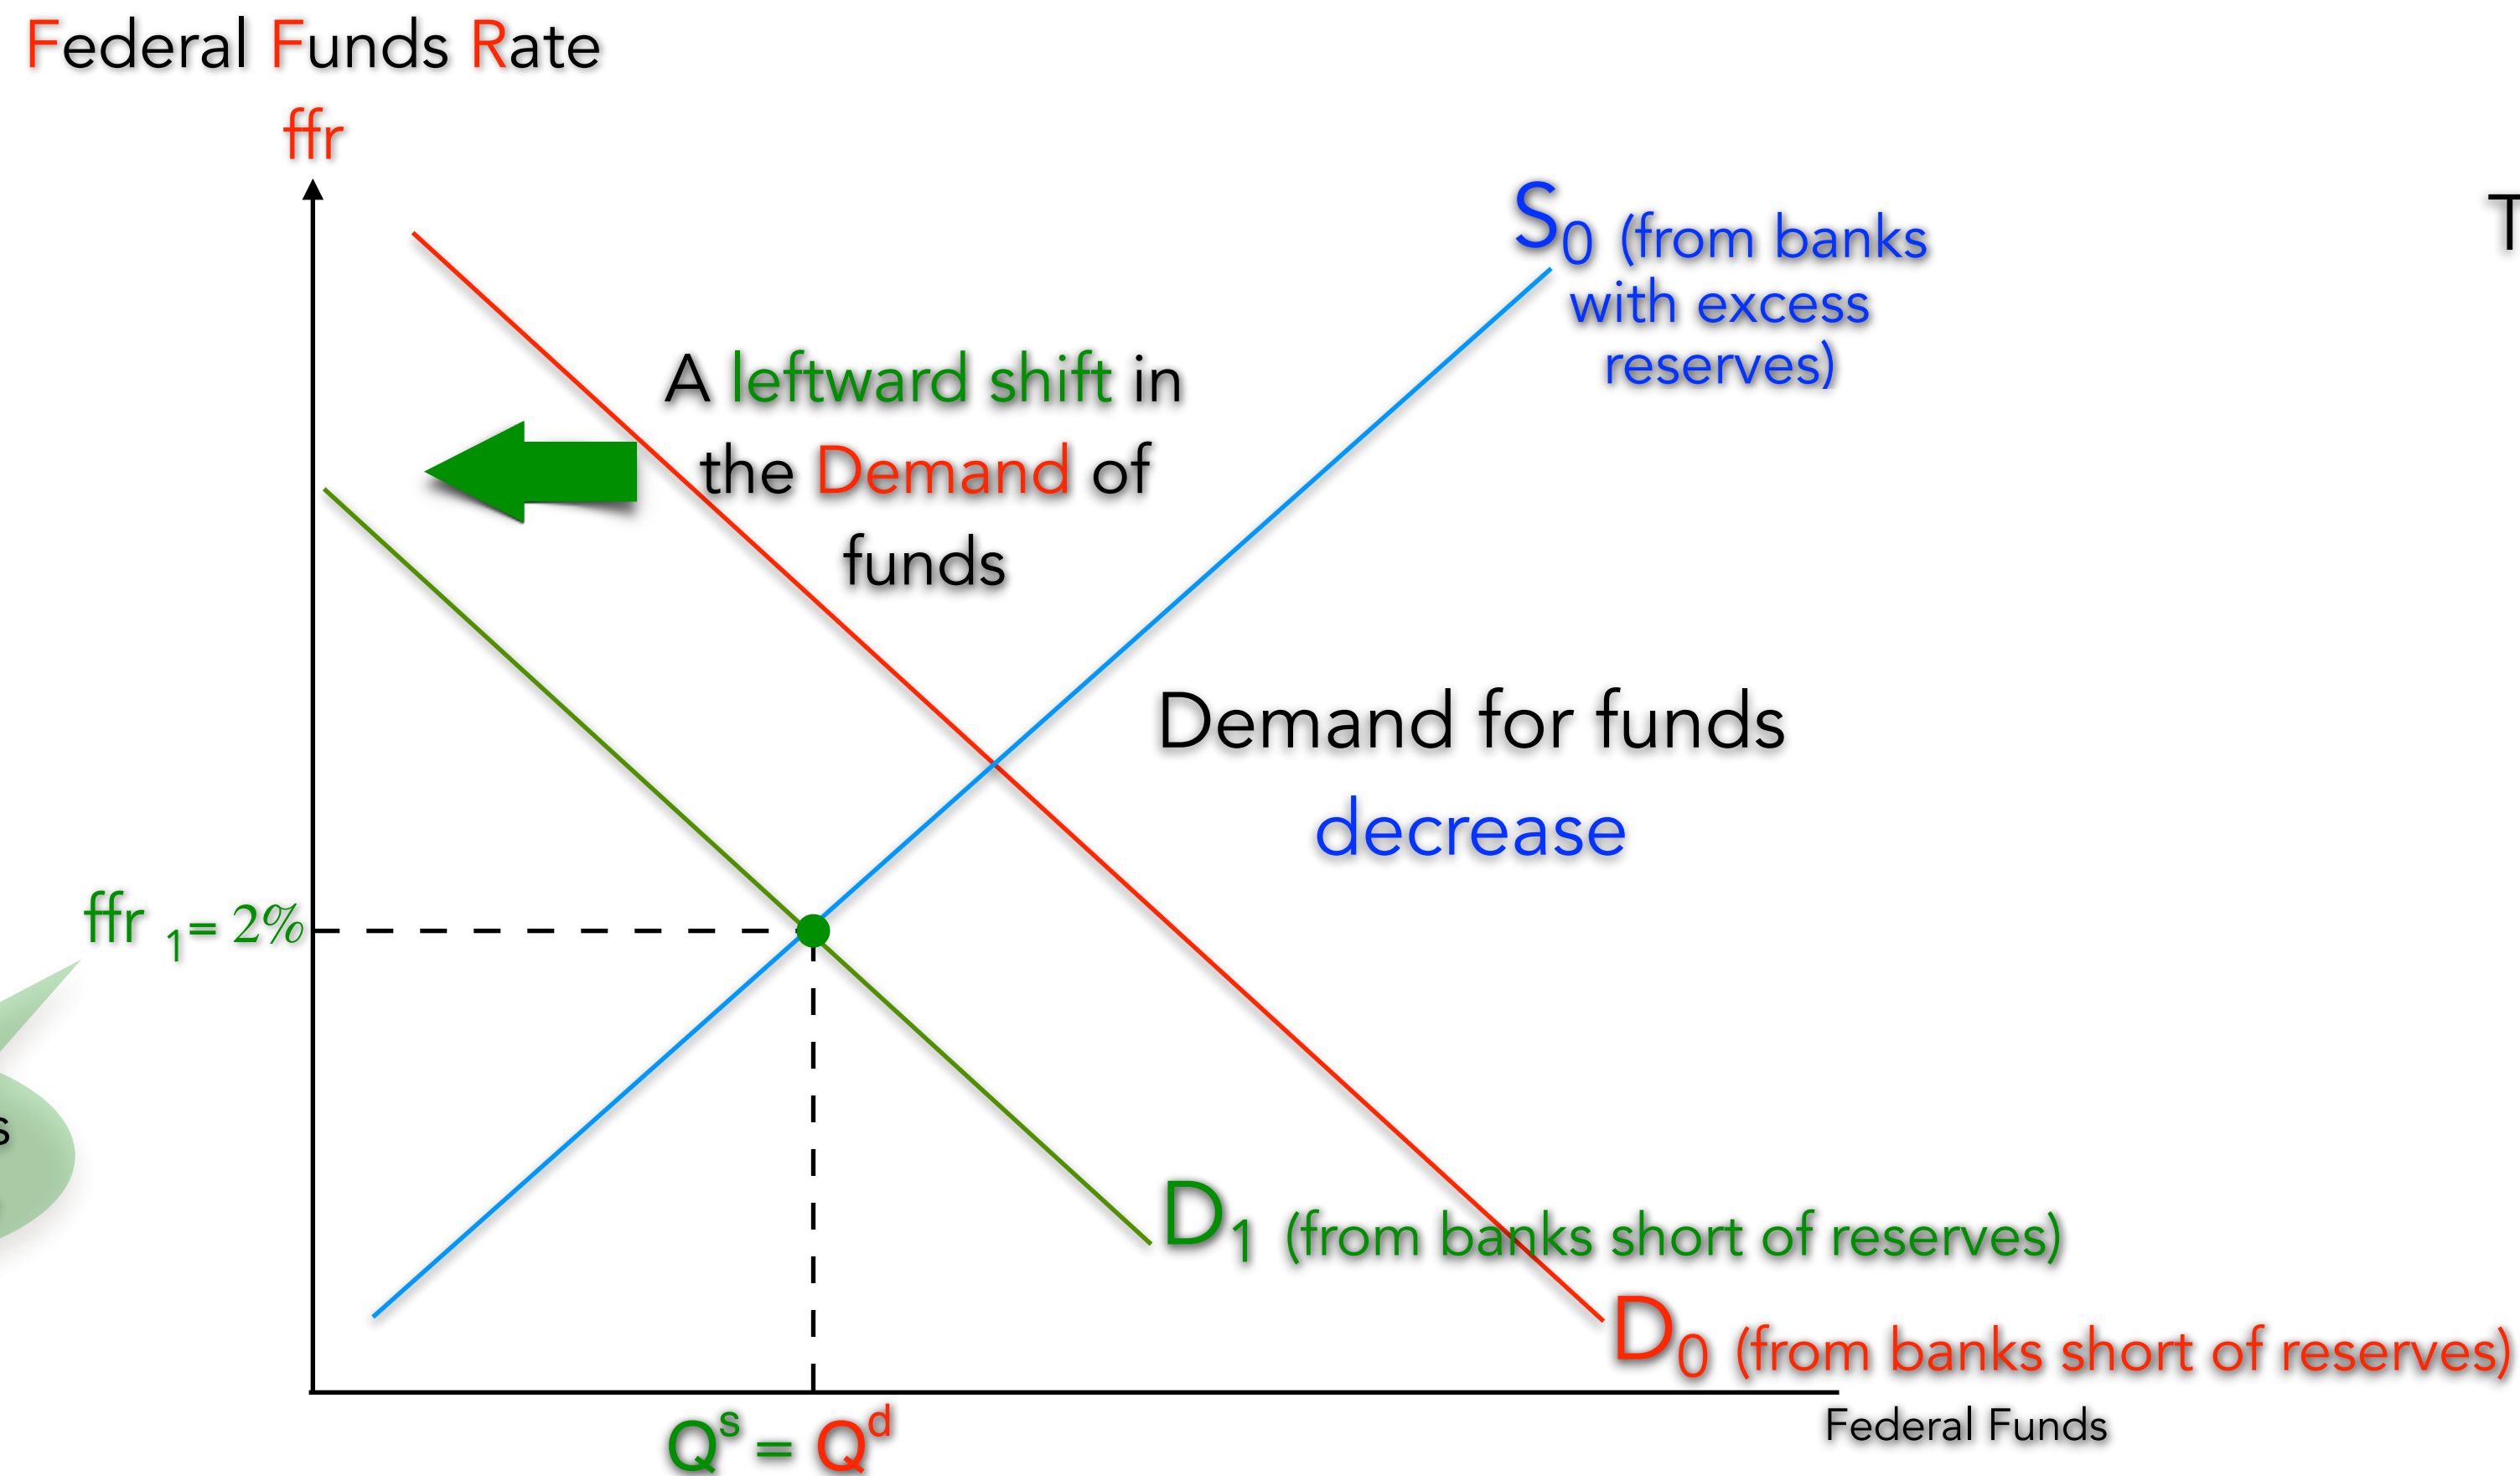 Federal Funds Rate
ffr
S0 (from banks
with excess
reserves)
T
A leftward shift in
the Demand of
funds
Demand for funds
decrease
ffr 1= 2%
s
D1 (from banks short of reserves)
D0 (from banks short of reserves)
Federal Funds
Qs = Qd